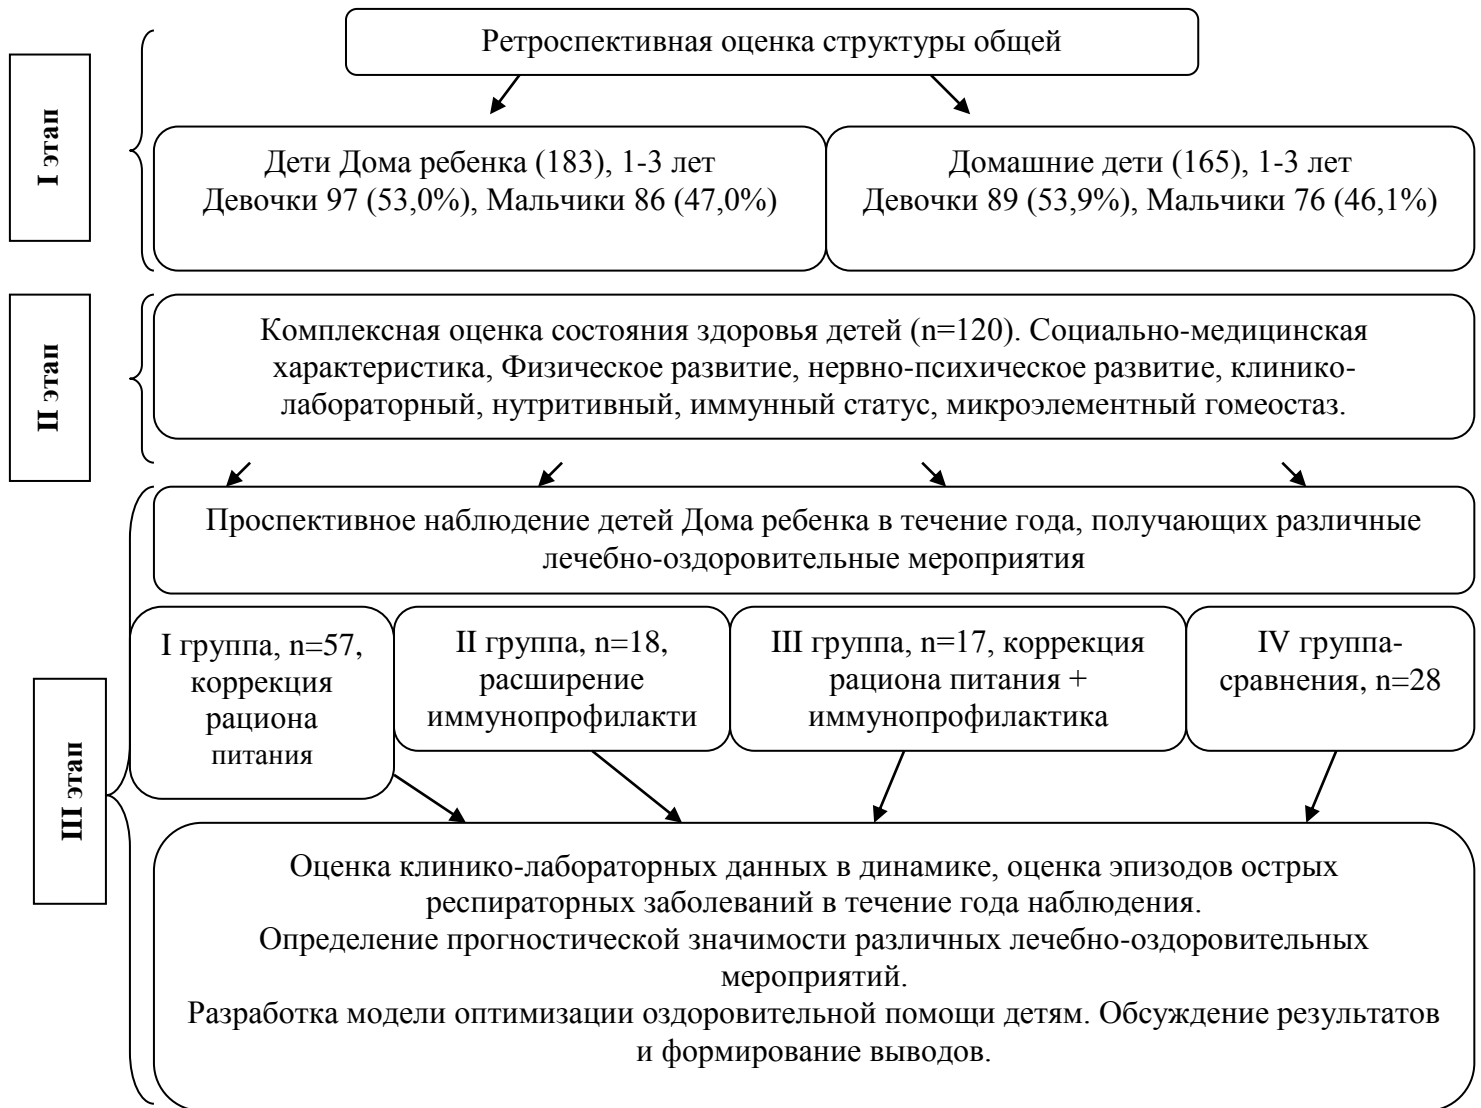 Ретроспективная оценка структуры общей
I этап
Дети Дома ребенка (183), 1-3 лет
Девочки 97 (53,0%), Мальчики 86 (47,0%)
Домашние дети (165), 1-3 лет
Девочки 89 (53,9%), Мальчики 76 (46,1%)
II этап
Комплексная оценка состояния здоровья детей (n=120). Социально-медицинская
характеристика, Физическое развитие, нервно-психическое развитие, клинико-
лабораторный, нутритивный, иммунный статус, микроэлементный гомеостаз.
Проспективное наблюдение детей Дома ребенка в течение года, получающих различные
лечебно-оздоровительные мероприятия
III этап
I группа, n=57,
коррекция
рациона
питания
II группа, n=18,
расширение
иммунопрофилакти
III группа, n=17, коррекция
рациона питания +
иммунопрофилактика
IV группа-
сравнения, n=28
Оценка клинико-лабораторных данных в динамике, оценка эпизодов острых
респираторных заболеваний в течение года наблюдения.
Определение прогностической значимости различных лечебно-оздоровительных
мероприятий.
Разработка модели оптимизации оздоровительной помощи детям. Обсуждение результатов
и формирование выводов.